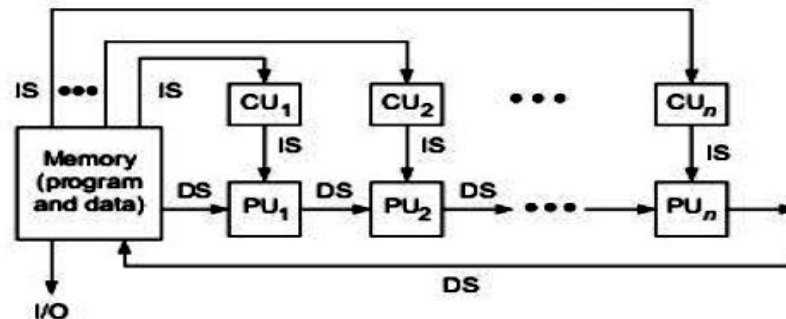 IS ••• IS
CU1
CU2
• • •
CUn
IS
IS
IS
Memory
(program
and data)
DS
PU1
DS
PU2
DS
•••
PUn
DS
I/O